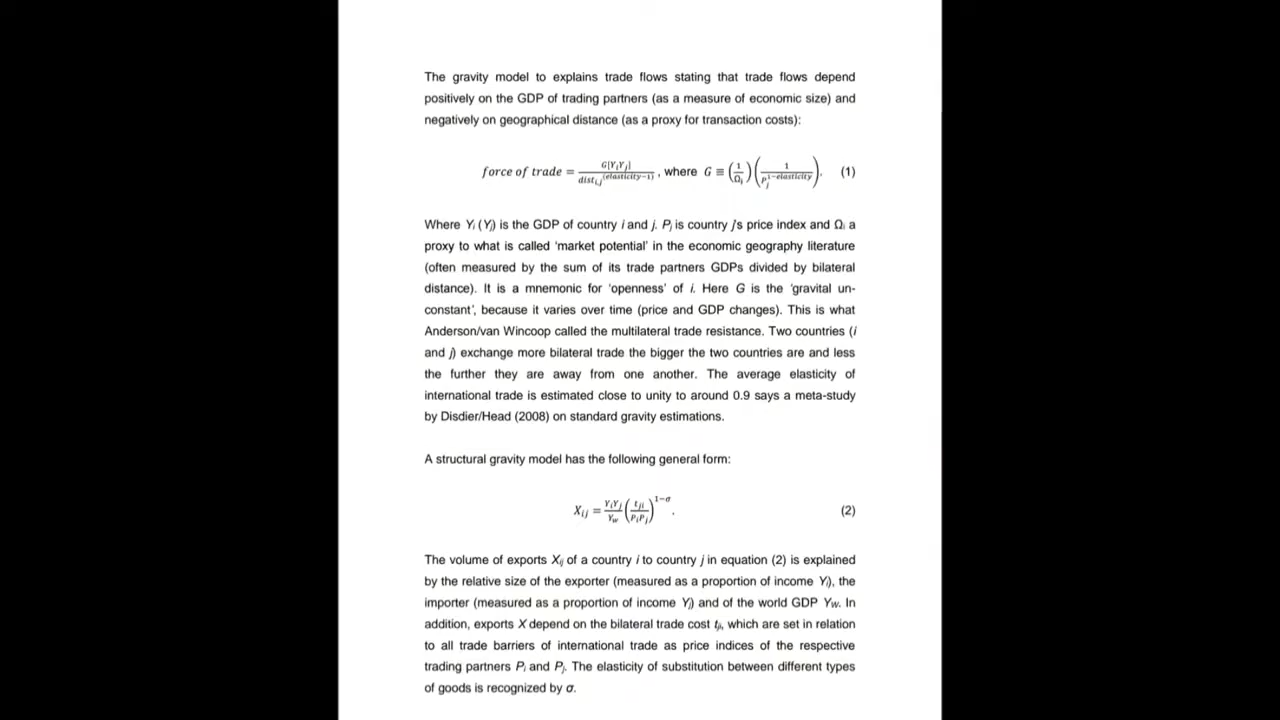 The gravity model to explains trade flows stating that trade flows depend
positively on the GDP of trading partners (as a measure of economic size) and
negatively on geographical distance (as a proxy for transaction costs):
force of trade = G[YᵢYⱼ] / distᵢ,ⱼ^(elasticity−1) , where G ≡ (1/Ωᵢ) (1/Pⱼ^(1−elasticity)). (1)
Where Yᵢ (Yⱼ) is the GDP of country i and j. Pⱼ is country j's price index and Ωᵢ a
proxy to what is called 'market potential' in the economic geography literature
(often measured by the sum of its trade partners GDPs divided by bilateral
distance). It is a mnemonic for 'openness' of i. Here G is the 'gravital un-
constant', because it varies over time (price and GDP changes). This is what
Anderson/van Wincoop called the multilateral trade resistance. Two countries (i
and j) exchange more bilateral trade the bigger the two countries are and less
the further they are away from one another. The average elasticity of
international trade is estimated close to unity to around 0.9 says a meta-study
by Disdier/Head (2008) on standard gravity estimations.
A structural gravity model has the following general form:
Xᵢⱼ = (YᵢYⱼ / Y_w) (tⱼᵢ / PᵢPⱼ)^(1−σ). (2)
The volume of exports Xᵢⱼ of a country i to country j in equation (2) is explained
by the relative size of the exporter (measured as a proportion of income Yᵢ), the
importer (measured as a proportion of income Yⱼ) and of the world GDP Y_W. In
addition, exports X depend on the bilateral trade cost tⱼᵢ, which are set in relation
to all trade barriers of international trade as price indices of the respective
trading partners Pᵢ and Pⱼ. The elasticity of substitution between different types
of goods is recognized by σ.